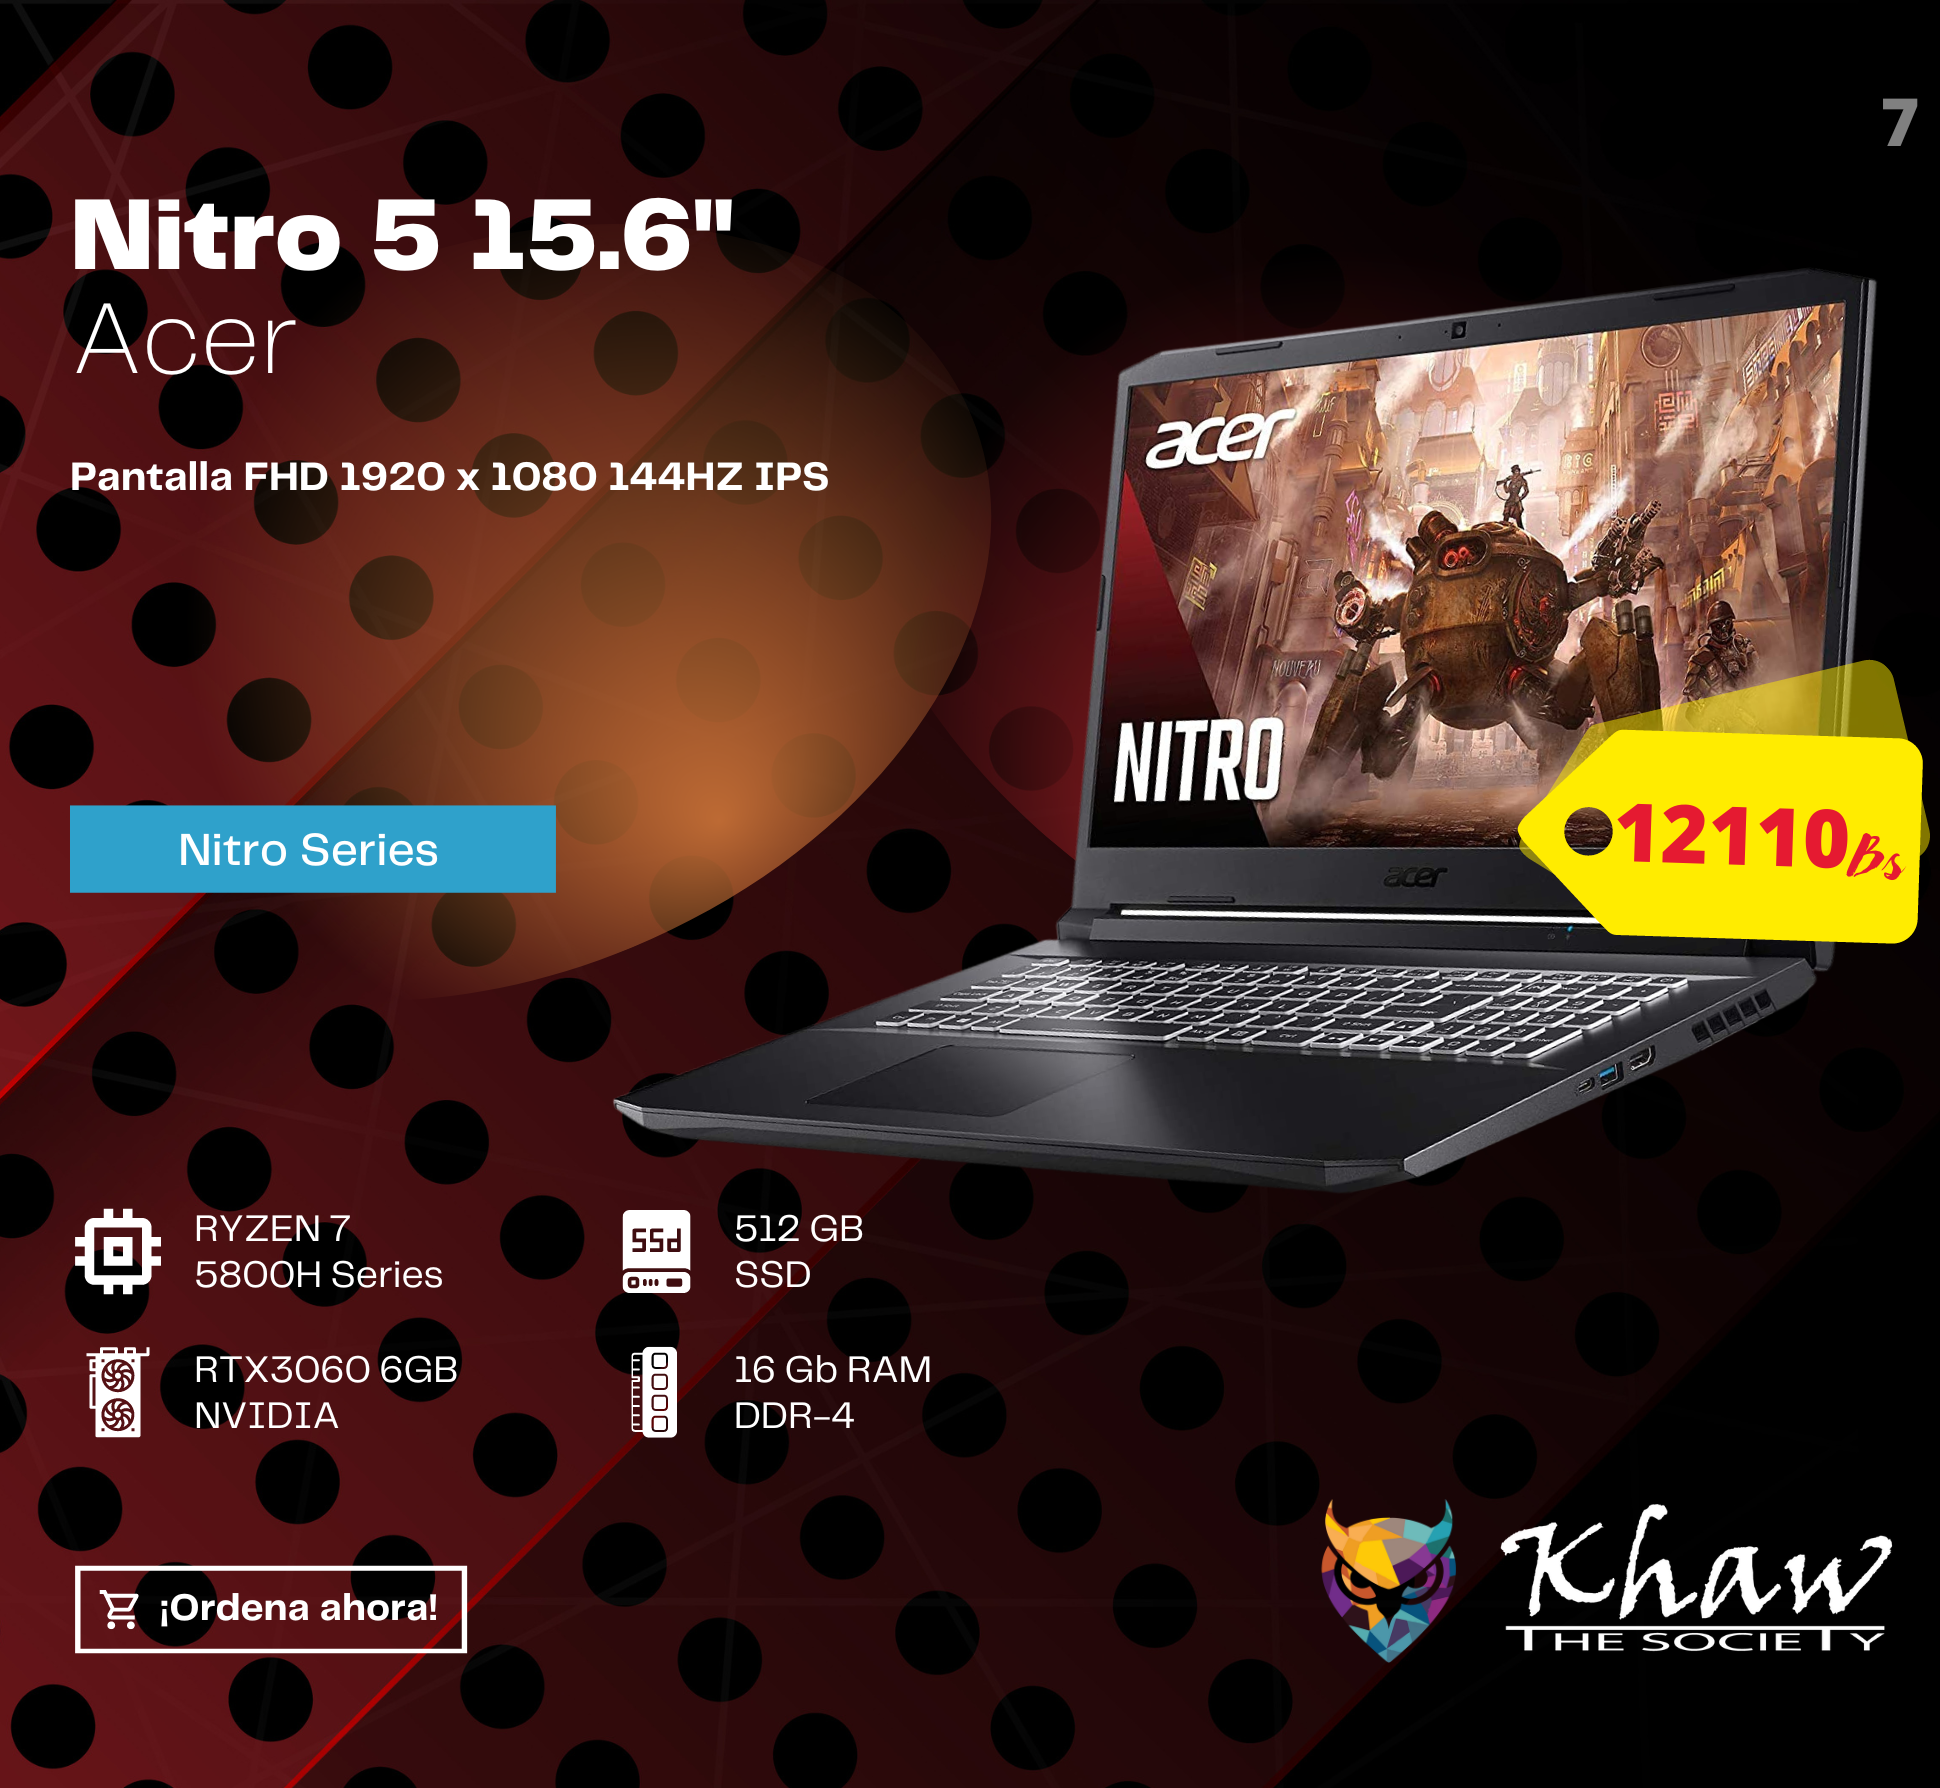 7
Nitro 5 15.6"
Acer
Pantalla FHD 1920 x 1080 144HZ IPS
acer
NOUVEAU
NITRO
12110Bs
Nitro Series
acer
RYZEN 7
5800H Series
ssd
512 GB
SSD
RTX3060 6GB
NVIDIA
16 Gb RAM
DDR-4
¡Ordena ahora!
Khaw
THE SOCIETY